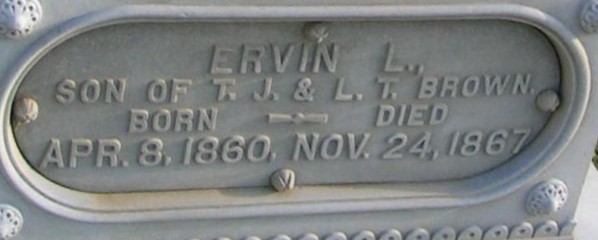 ERVIN L.,
SON OF T. J. & L. T. BROWN.
BORN DIED
APR. 8, 1860. NOV. 24, 1867